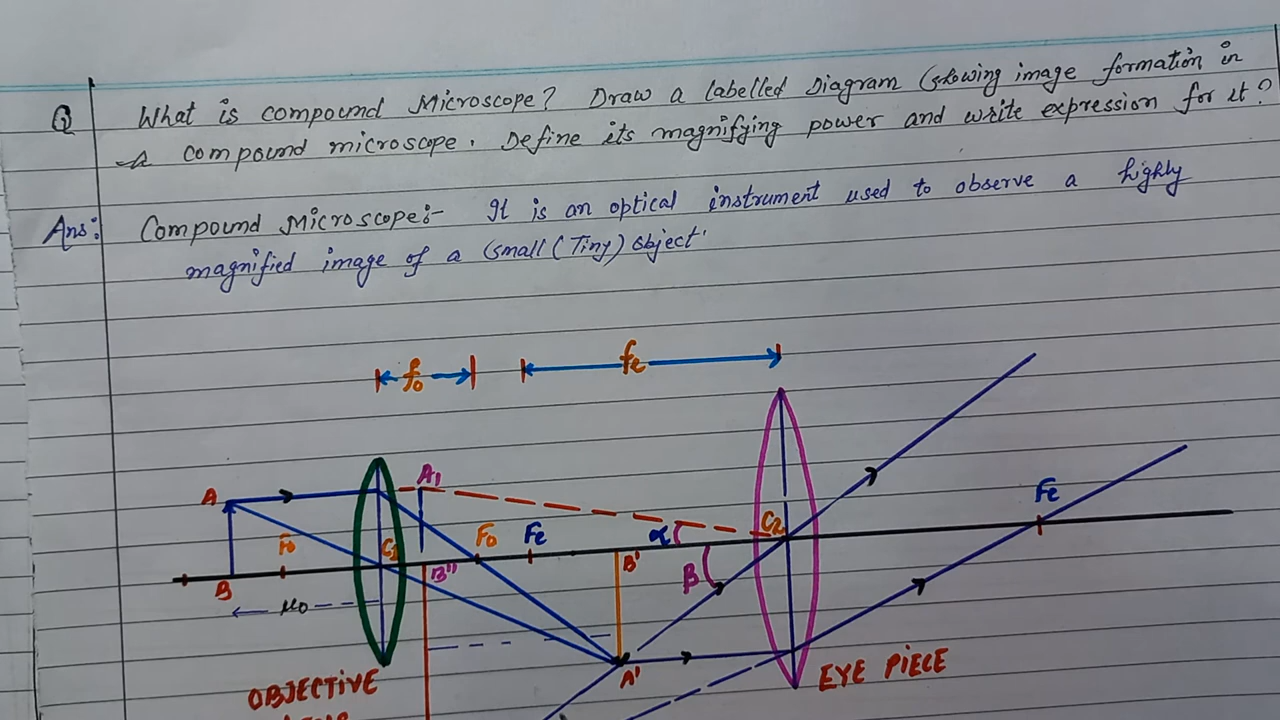 Q What is compound Microscope? Draw a labelled Diagram (showing image formation in
a compound microscope. Define its magnifying power and write expression for it?
Ans: Compound Microscope:- It is an optical instrument used to observe a highly
magnified image of a small (Tiny) object'
fo fe
A A1 Fe
Fo C1 Fo Fe α C2
B B'' B' β
uo
A' EYE PIECE
OBJECTIVE